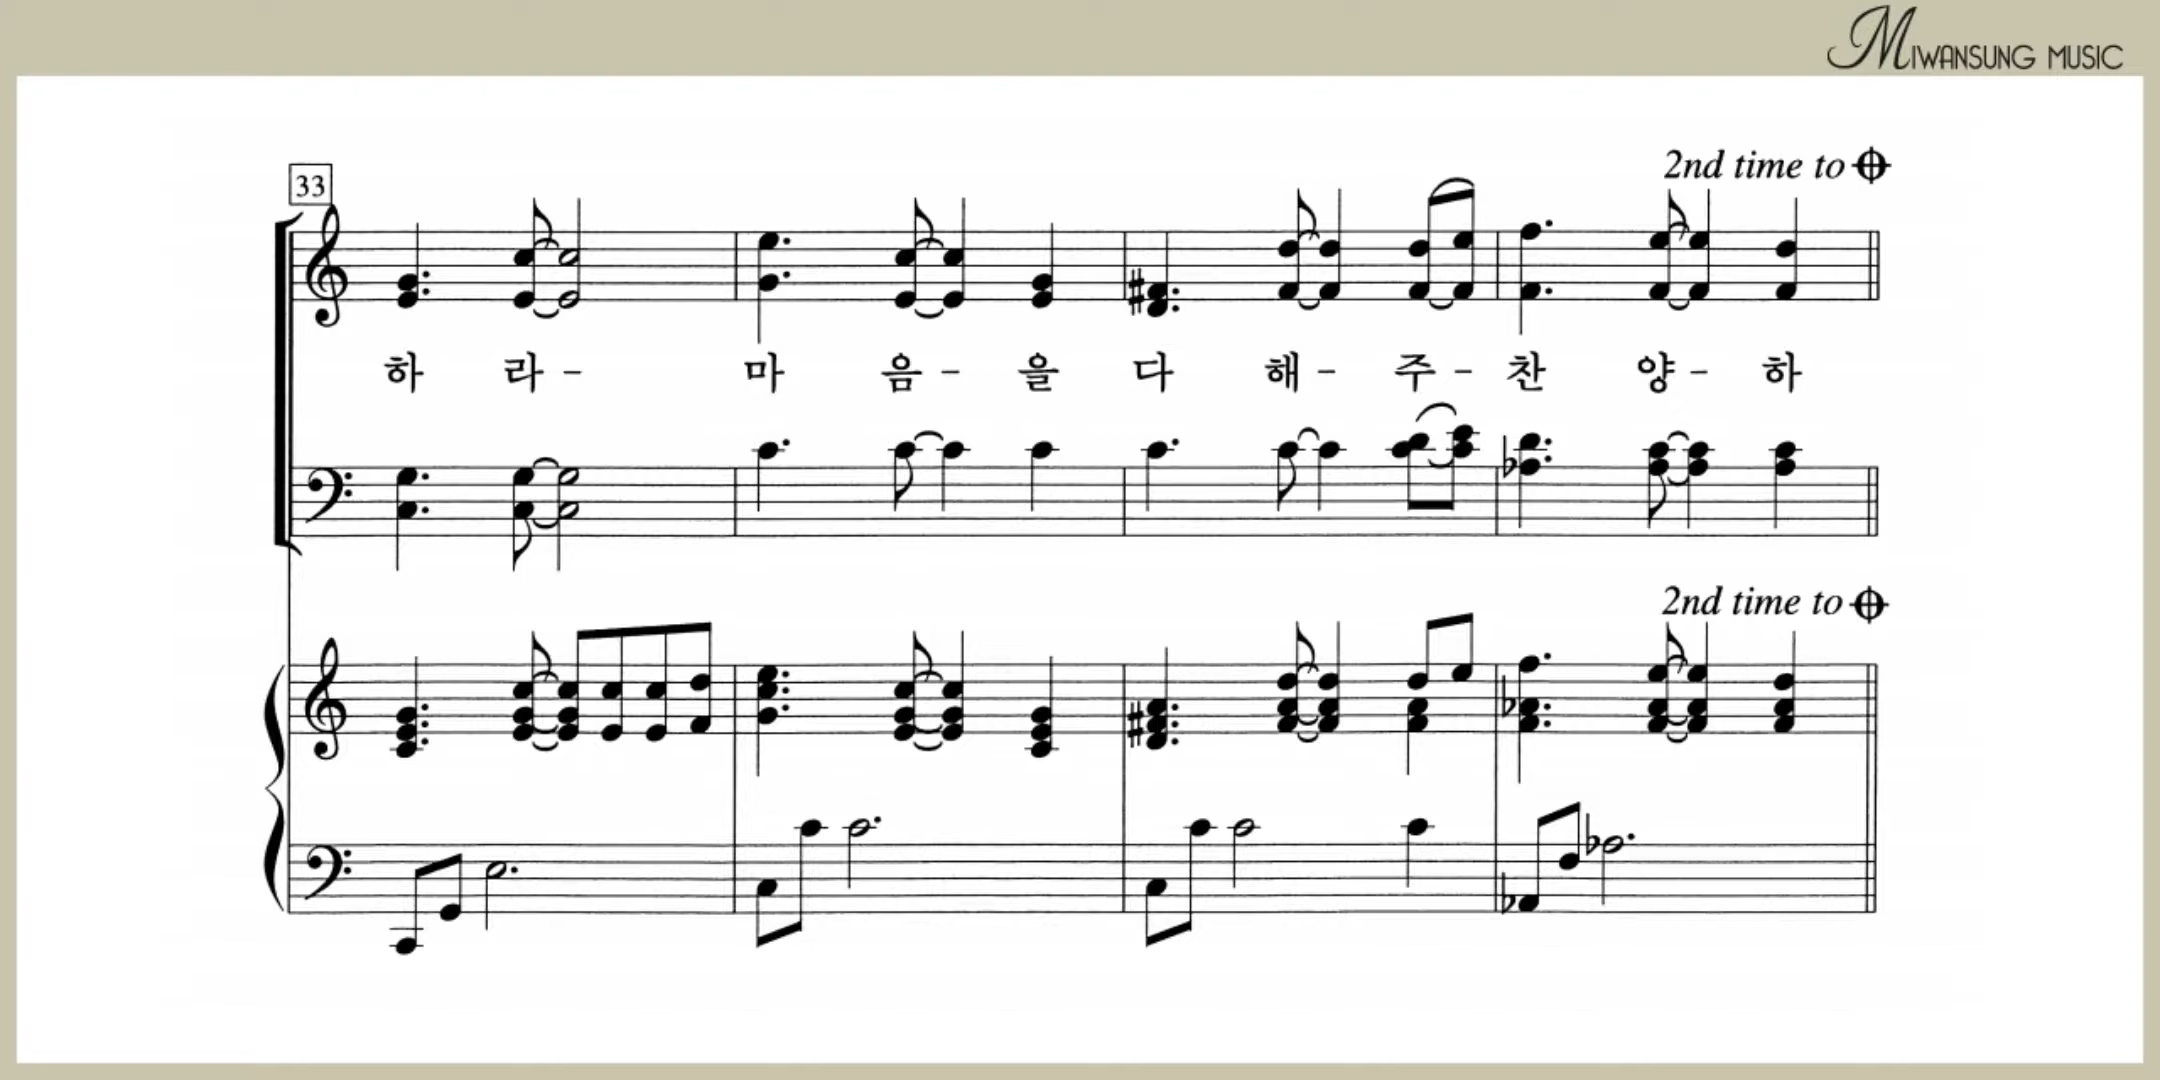 MIWANSUNG MUSIC
33
2nd time to
하 라 - 마 음 - 을 다 해 - 주 - 찬 양 - 하
2nd time to